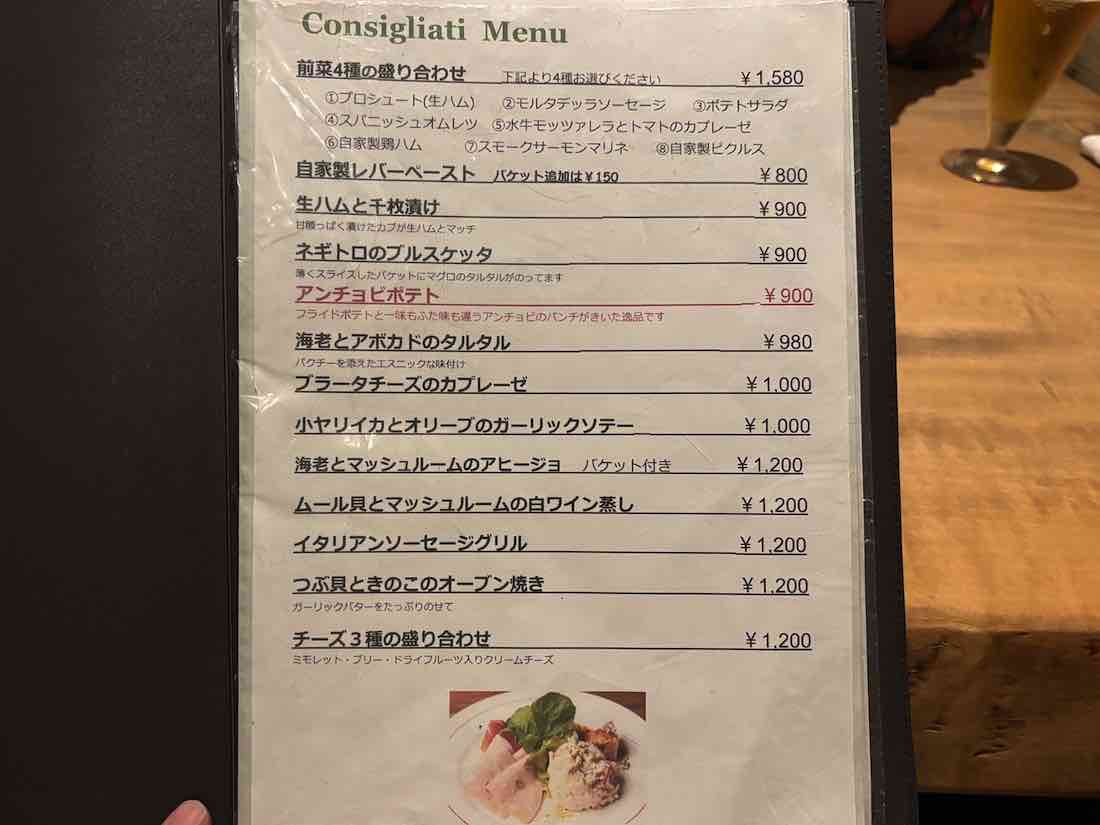 Consigliati Menu
前菜4種の盛り合わせ 下記より4種お選びください ¥1,580
①プロシュート(生ハム) ②モルタデッラソーセージ ③ポテトサラダ
④スパニッシュオムレツ ⑤水牛モッツァレラとトマトのカプレーゼ
⑥自家製鶏ハム ⑦スモークサーモンマリネ ⑧自家製ピクルス
自家製レバーペースト バケット追加は¥150 ¥800
生ハムと千枚漬け ¥900
甘酸っぱく漬けたカブが生ハムとマッチ
ネギトロのブルスケッタ ¥900
薄くスライスしたバケットにマグロのタルタルがのってます
アンチョビポテト ¥900
フライドポテトと一味もふた味も違うアンチョビのパンチがきいた逸品です
海老とアボカドのタルタル ¥980
パクチーを添えたエスニックな味付け
ブラータチーズのカプレーゼ ¥1,000
小ヤリイカとオリーブのガーリックソテー ¥1,000
海老とマッシュルームのアヒージョ バケット付き ¥1,200
ムール貝とマッシュルームの白ワイン蒸し ¥1,200
イタリアンソーセージグリル ¥1,200
つぶ貝ときのこのオーブン焼き ¥1,200
ガーリックバターをたっぷりのせて
チーズ3種の盛り合わせ ¥1,200
ミモレット・ブリー・ドライフルーツ入りクリームチーズ